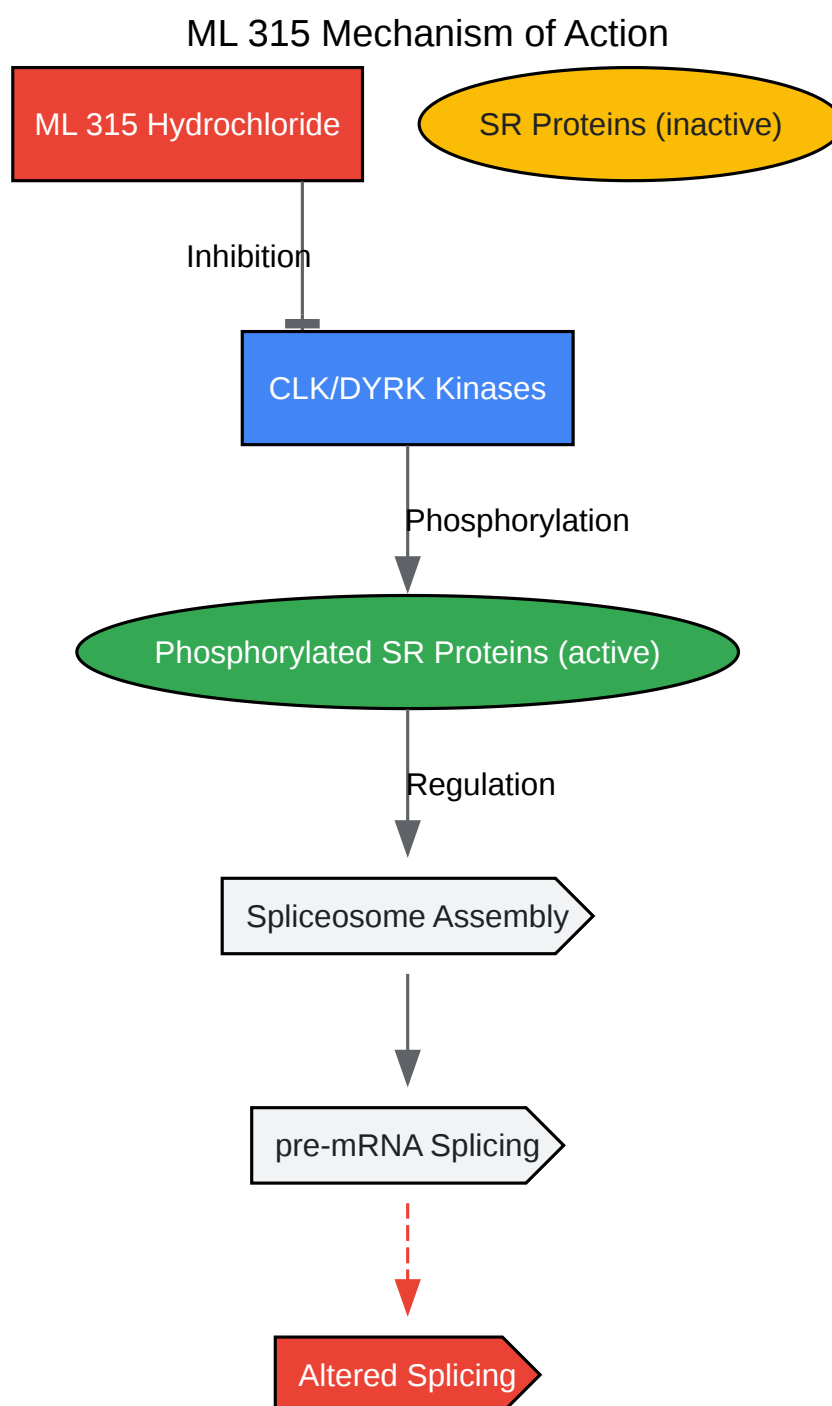 ML 315 Mechanism of Action
ML 315 Hydrochloride
SR Proteins (inactive)
Inhibition
CLK/DYRK Kinases
Phosphorylation
Phosphorylated SR Proteins (active)
Regulation
Spliceosome Assembly
pre-mRNA Splicing
Altered Splicing